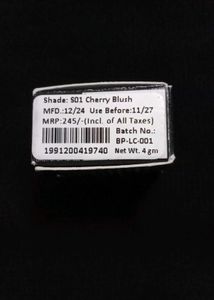 Shade: S01 Cherry Blush
MFD.:12/24 Use Before:11/27
MRP:245/-(Incl. of All Taxes)
Batch No.:
BP-LC-001
1991200419740 Net Wt. 4 gm